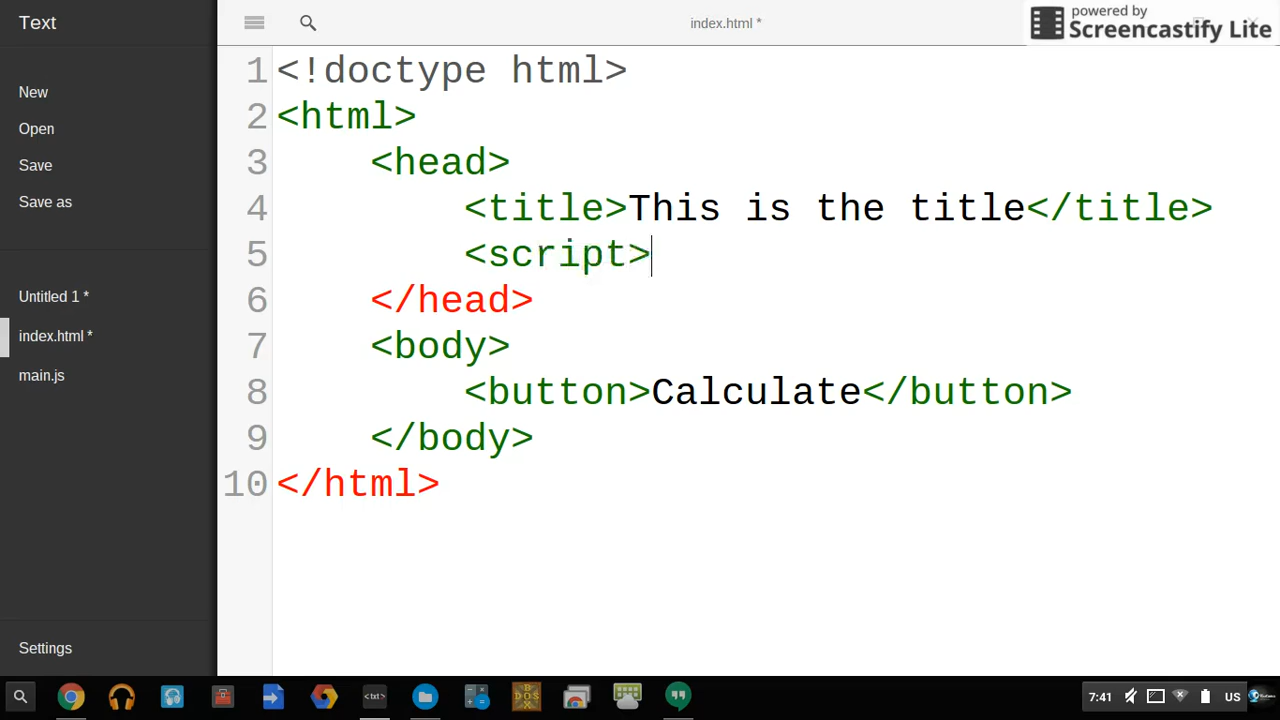 Text
New
Open
Save
Save as
Untitled 1 *
index.html *
main.js
Settings
index.html *
powered by
Screencastify Lite
1 <!doctype html>
2 <html>
3 <head>
4 <title>This is the title</title>
5 <script>
6 </head>
7 <body>
8 <button>Calculate</button>
9 </body>
10 </html>
<txt>
DOS
7:41
US